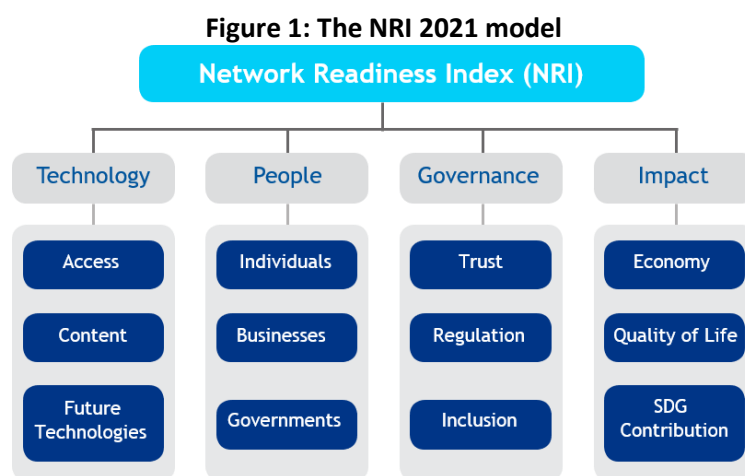 Figure 1: The NRI 2021 model
Network Readiness Index (NRI)
Technology
People
Governance
Impact
Access
Individuals
Trust
Economy
Content
Businesses
Regulation
Quality of Life
Future
Technologies
Governments
Inclusion
SDG
Contribution